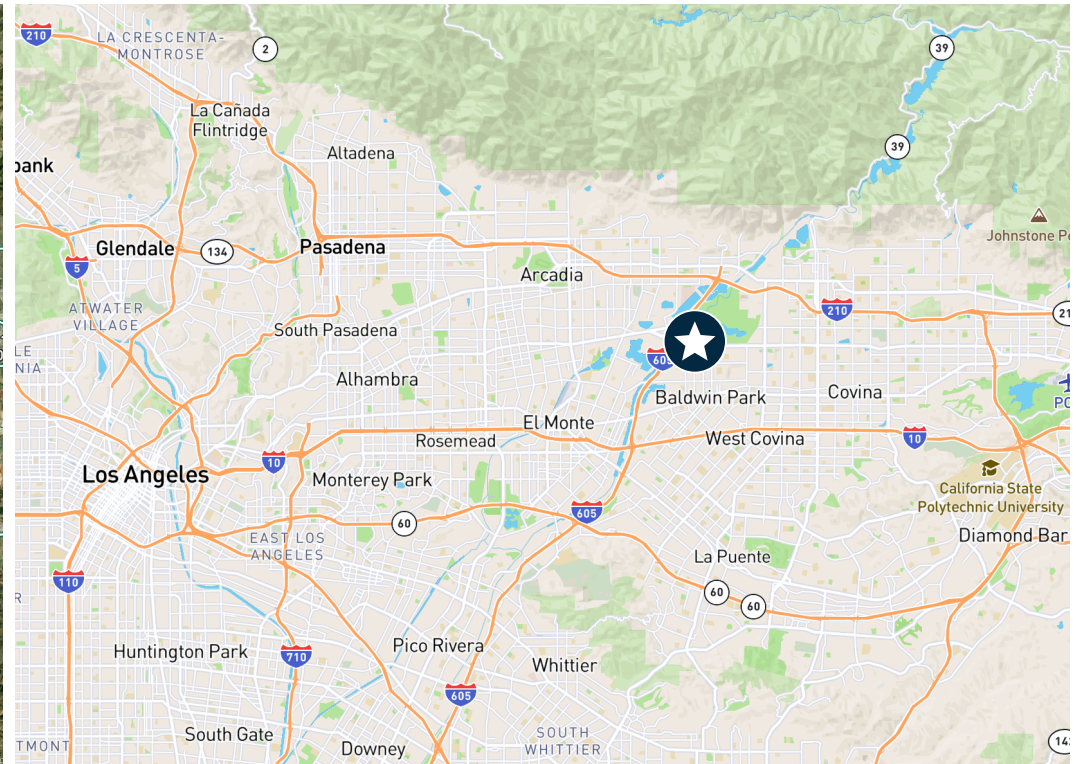 210
LA CRESCENTA-
MONTROSE
2
39
La Cañada
Flintridge
Altadena
39
Glendale
134
Pasadena
Johnstone
5
Arcadia
ATWATER
VILLAGE
210
South Pasadena
605
Alhambra
Baldwin Park
Covina
El Monte
Rosemead
West Covina
10
10
Los Angeles
Monterey Park
California State
Polytechnic University
605
60
EAST LOS
ANGELES
Diamond Bar
La Puente
110
60
60
Huntington Park
710
Pico Rivera
Whittier
605
South Gate
Downey
SOUTH
WHITTIER